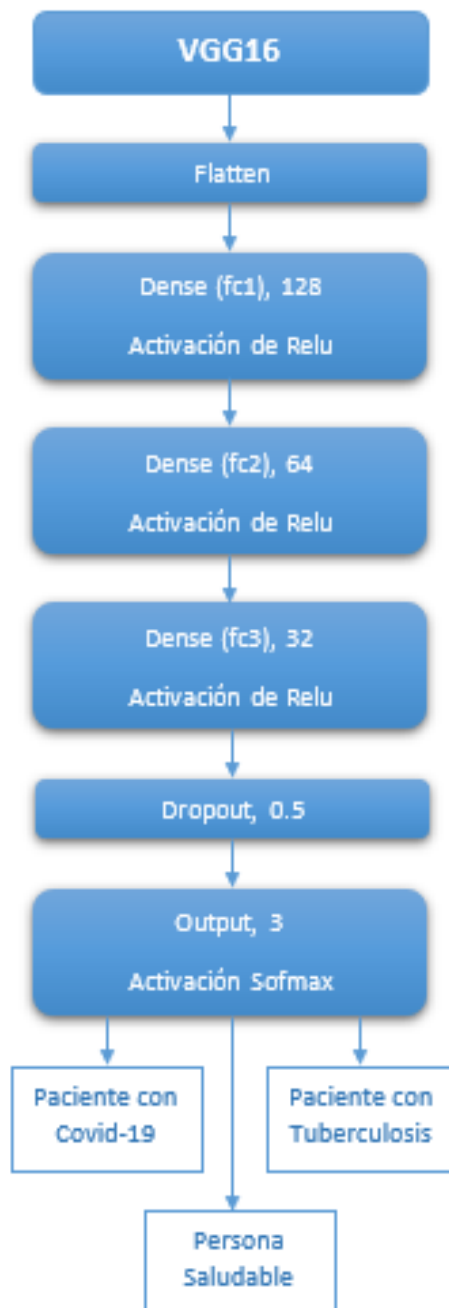 VGG16
Flatten
Dense (fc1), 128
Activación de Relu
Dense (fc2), 64
Activación de Relu
Dense (fc3), 32
Activación de Relu
Dropout, 0.5
Output, 3
Activación Sofmax
Paciente con
Covid-19
Paciente con
Tuberculosis
Persona
Saludable